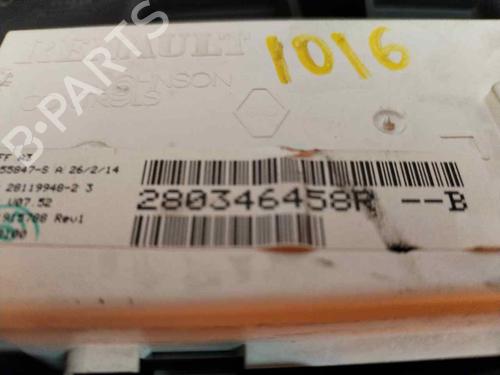 RENAULT
1016
JOHNSON
CONTROLS
55847-S A 26/2/14
28119948-2 3
V07.52
Rev1
280346458R --B
B-PARTS